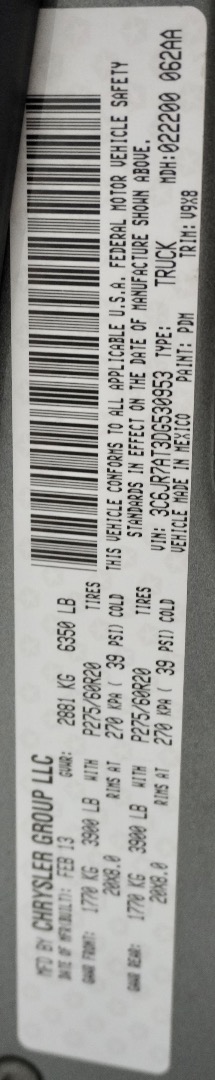 MFD BY CHRYSLER GROUP LLC
DATE OF MFR(BUILT): FEB 13 GVWR: 2881 KG 6350 LB
GAWR FRONT: 1770 KG 3900 LB WITH P275/60R20 TIRES
20X8.0 RIMS AT 270 KPA ( 39 PSI) COLD
GAWR REAR: 1770 KG 3900 LB WITH P275/60R20 TIRES
20X8.0 RIMS AT 270 KPA ( 39 PSI) COLD
THIS VEHICLE CONFORMS TO ALL APPLICABLE U.S.A. FEDERAL MOTOR VEHICLE SAFETY
STANDARDS IN EFFECT ON THE DATE OF MANUFACTURE SHOWN ABOVE.
VIN: 3C6JR7AT3DG530953 TYPE: TRUCK MDH:022200 062AA
VEHICLE MADE IN MEXICO PAINT: PDM TRIM: V9X8